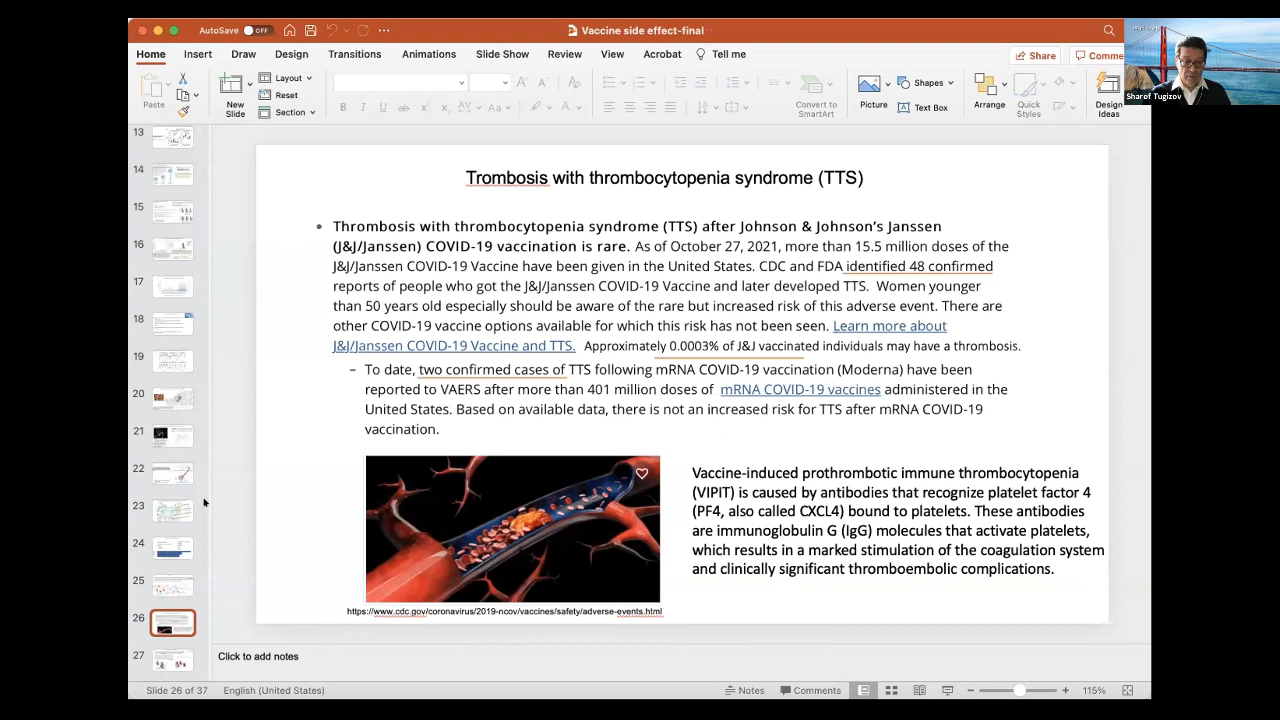 AutoSave OFF
Vaccine side effect-final
Home Insert Draw Design Transitions Animations Slide Show Review View Acrobat Tell me
Share Comme
Paste
New
Slide
Layout
Reset
Section
Convert to
SmartArt
Picture
Shapes
Text Box
Arrange
Quick
Styles
Design
Ideas
Sharof Tugizov
13
14
15
16
17
18
19
20
21
22
23
24
25
26
27
Trombosis with thrombocytopenia syndrome (TTS)
• Thrombosis with thrombocytopenia syndrome (TTS) after Johnson & Johnson's Janssen
(J&J/Janssen) COVID-19 vaccination is rare. As of October 27, 2021, more than 15.5 million doses of the
J&J/Janssen COVID-19 Vaccine have been given in the United States. CDC and FDA identified 48 confirmed
reports of people who got the J&J/Janssen COVID-19 Vaccine and later developed TTS. Women younger
than 50 years old especially should be aware of the rare but increased risk of this adverse event. There are
other COVID-19 vaccine options available for which this risk has not been seen. Learn more about
J&J/Janssen COVID-19 Vaccine and TTS. Approximately 0.0003% of J&J vaccinated individuals may have a thrombosis.
– To date, two confirmed cases of TTS following mRNA COVID-19 vaccination (Moderna) have been
reported to VAERS after more than 401 million doses of mRNA COVID-19 vaccines administered in the
United States. Based on available data, there is not an increased risk for TTS after mRNA COVID-19
vaccination.
Vaccine-induced prothrombotic immune thrombocytopenia
(VIPIT) is caused by antibodies that recognize platelet factor 4
(PF4, also called CXCL4) bound to platelets. These antibodies
are immunoglobulin G (IgG) molecules that activate platelets,
which results in a marked stimulation of the coagulation system
and clinically significant thromboembolic complications.
https://www.cdc.gov/coronavirus/2019-ncov/vaccines/safety/adverse-events.html
Click to add notes
Slide 26 of 37 English (United States) Notes Comments 115%